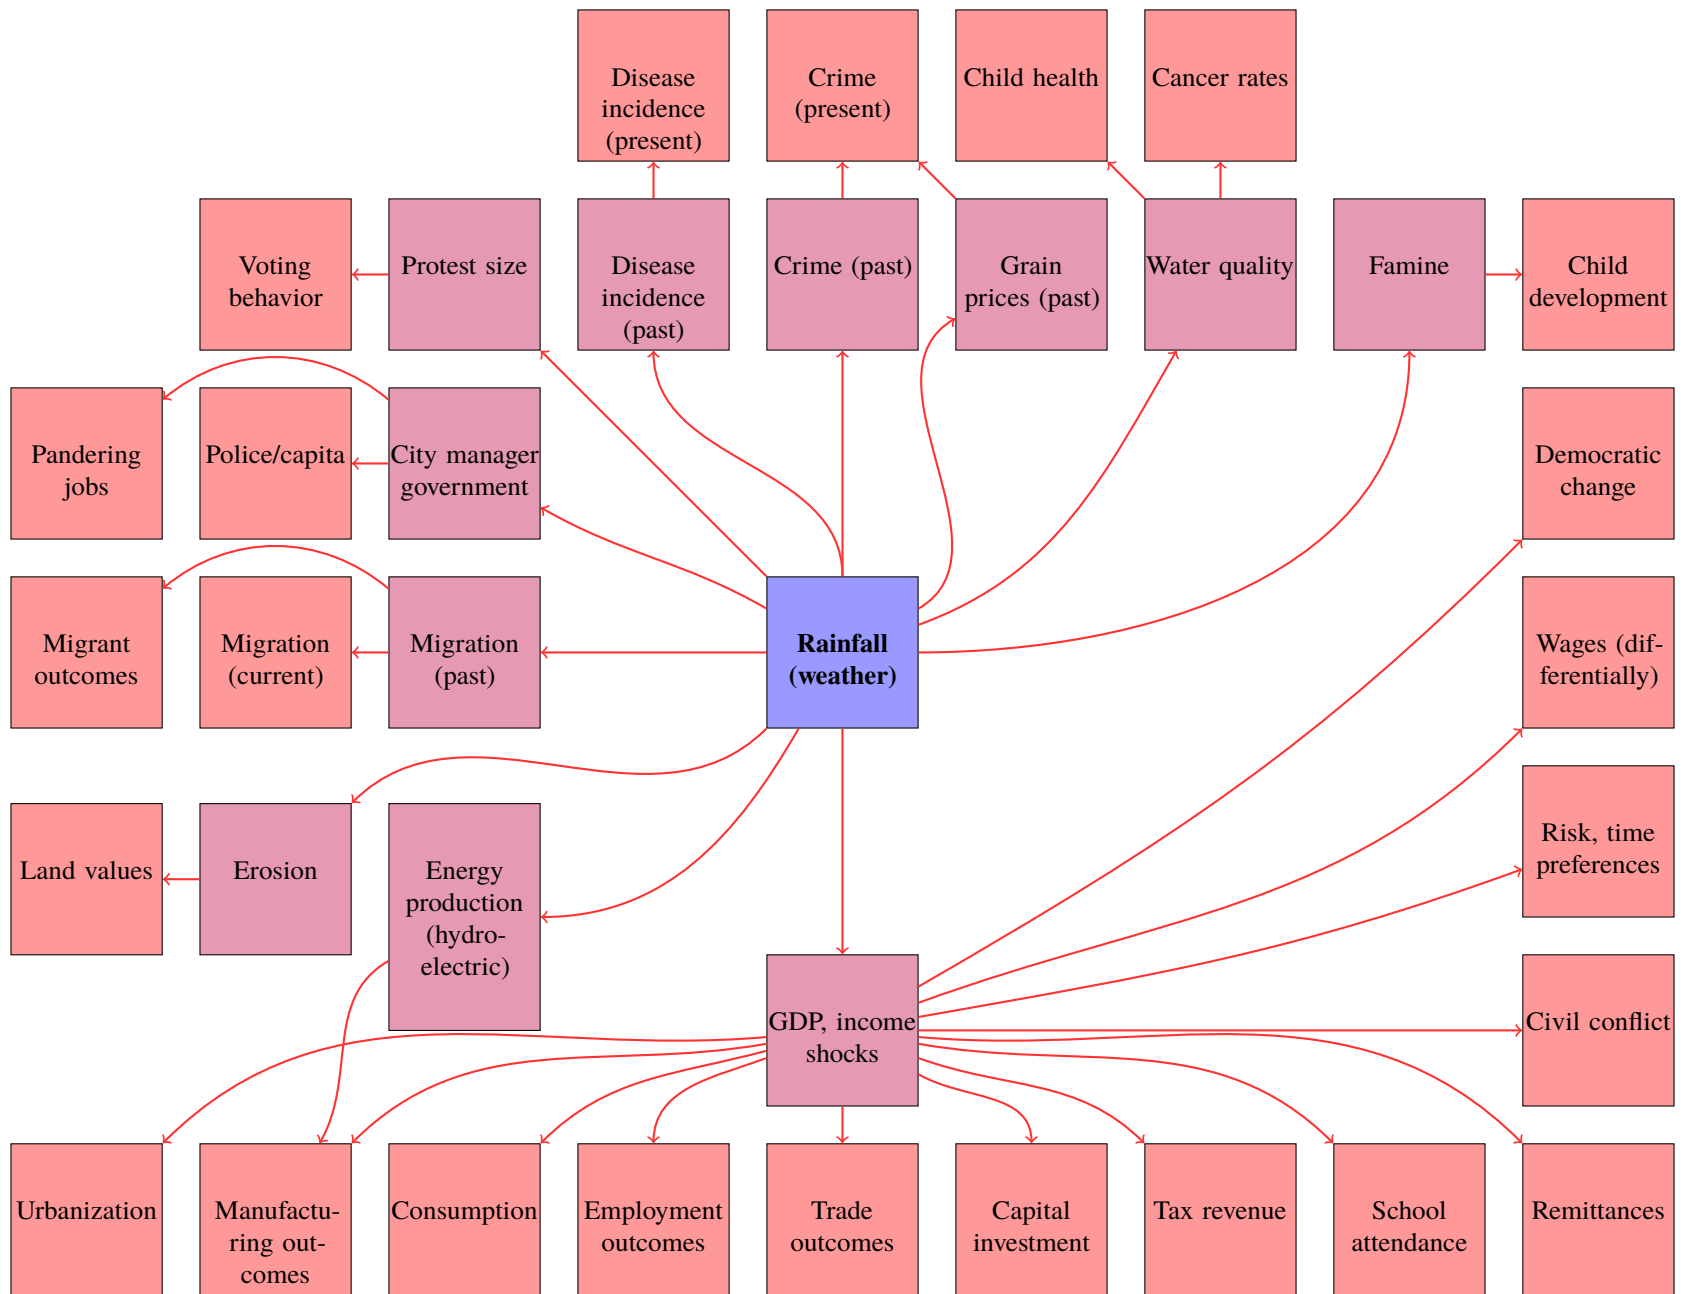 Disease
incidence
(present)
Crime
(present)
Child health
Cancer rates
Voting
behavior
Protest size
Disease
incidence
(past)
Crime (past)
Grain
prices (past)
Water quality
Famine
Child
development
Pandering
jobs
Police/capita
City manager
government
Democratic
change
Migrant
outcomes
Migration
(current)
Migration
(past)
Rainfall
(weather)
Wages (dif-
ferentially)
Land values
Erosion
Energy
production
(hydro-
electric)
Risk, time
preferences
GDP, income
shocks
Civil conflict
Urbanization
Manufactu-
ring out-
comes
Consumption
Employment
outcomes
Trade
outcomes
Capital
investment
Tax revenue
School
attendance
Remittances